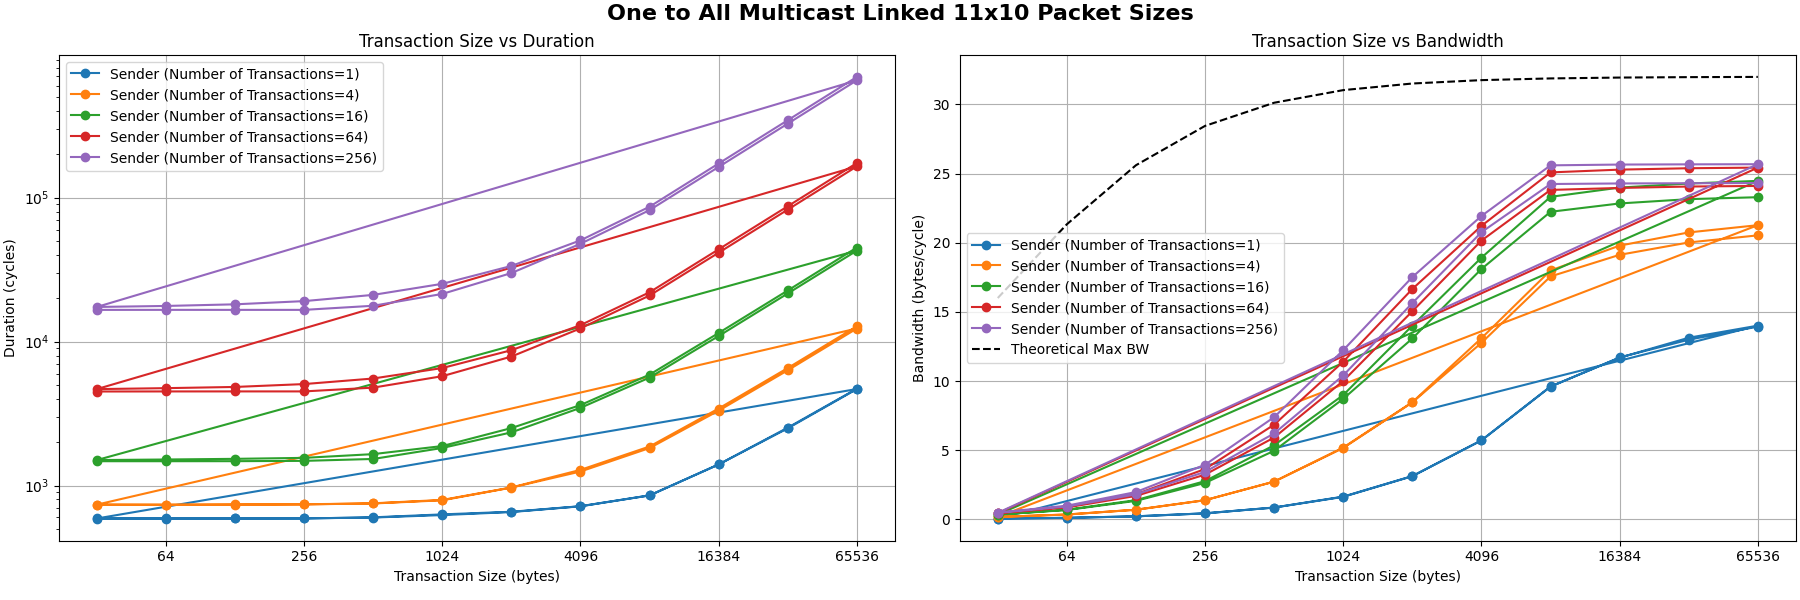 One to All Multicast Linked 11x10 Packet Sizes
Transaction Size vs Duration
Duration (cycles)
10^5
10^4
10^3
Sender (Number of Transactions=1)
Sender (Number of Transactions=4)
Sender (Number of Transactions=16)
Sender (Number of Transactions=64)
Sender (Number of Transactions=256)
64 256 1024 4096 16384 65536
Transaction Size (bytes)
Transaction Size vs Bandwidth
Bandwidth (bytes/cycle)
30
25
20
15
10
5
0
Sender (Number of Transactions=1)
Sender (Number of Transactions=4)
Sender (Number of Transactions=16)
Sender (Number of Transactions=64)
Sender (Number of Transactions=256)
Theoretical Max BW
64 256 1024 4096 16384 65536
Transaction Size (bytes)